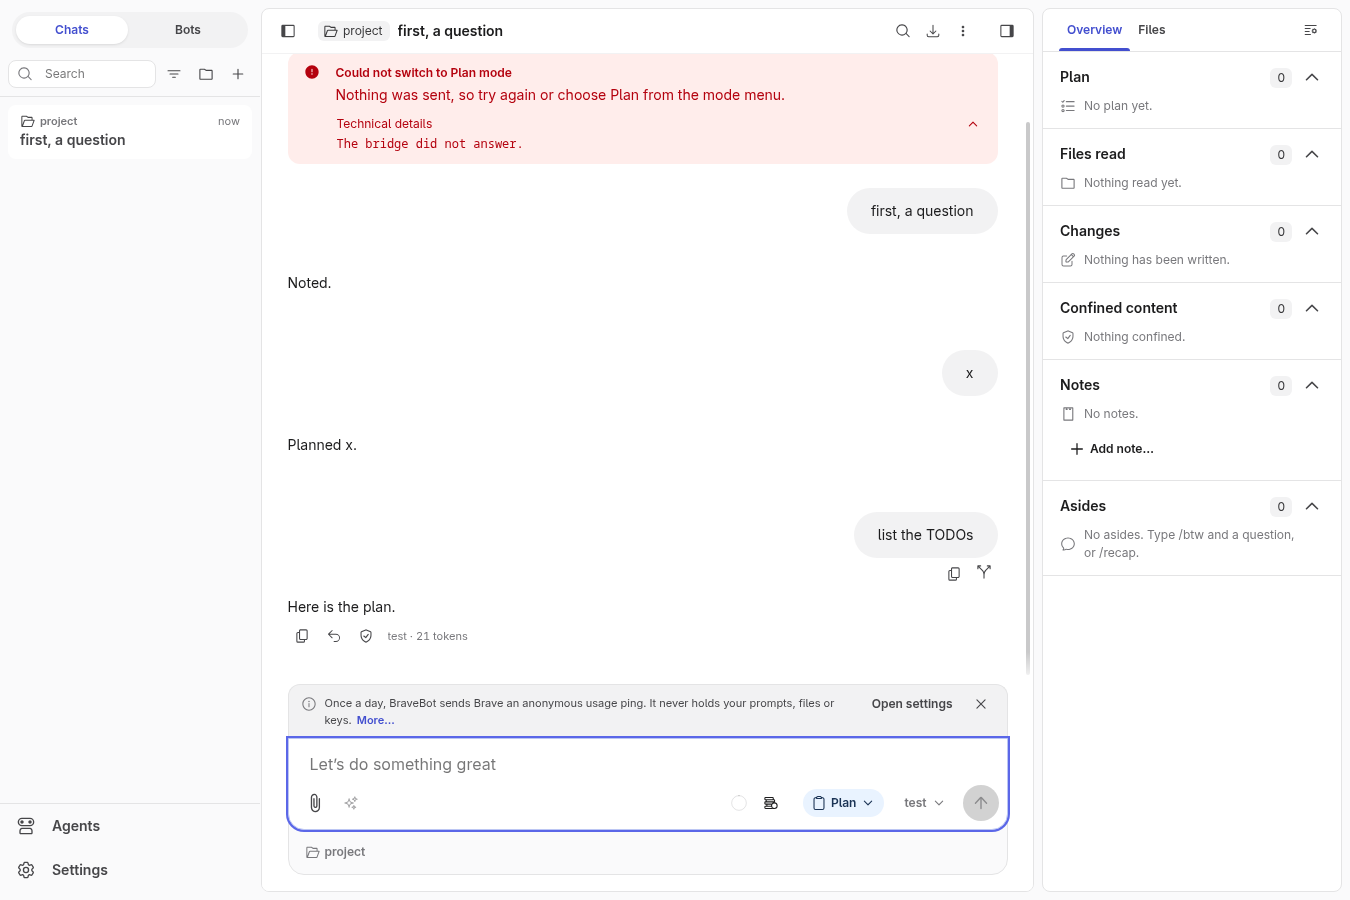 Chats
Bots
Search
project
now
first, a question
Agents
Settings
project
first, a question
Could not switch to Plan mode
Nothing was sent, so try again or choose Plan from the mode menu.
Technical details
The bridge did not answer.
first, a question
Noted.
x
Planned x.
list the TODOs
Here is the plan.
test · 21 tokens
Once a day, BraveBot sends Brave an anonymous usage ping. It never holds your prompts, files or
keys. More...
Open settings
Let's do something great
Plan
test
project
Overview
Files
Plan
0
No plan yet.
Files read
0
Nothing read yet.
Changes
0
Nothing has been written.
Confined content
0
Nothing confined.
Notes
0
No notes.
Add note...
Asides
0
No asides. Type /btw and a question,
or /recap.